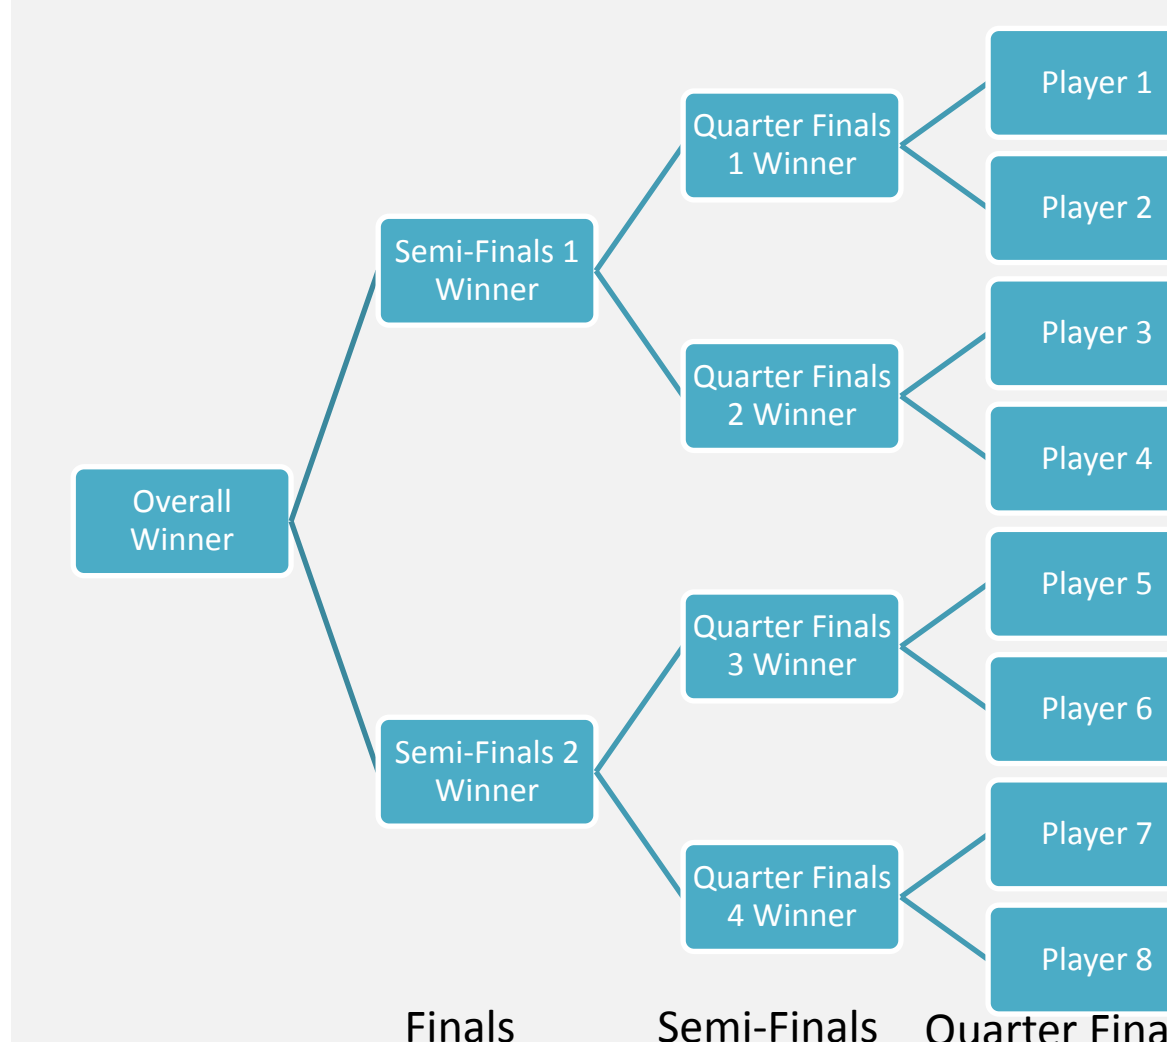 Player 1
Quarter Finals
1 Winner
Player 2
Semi-Finals 1
Winner
Player 3
Quarter Finals
2 Winner
Player 4
Overall
Winner
Player 5
Quarter Finals
3 Winner
Player 6
Semi-Finals 2
Winner
Player 7
Quarter Finals
4 Winner
Player 8
Finals
Semi-Finals
Quarter Fina